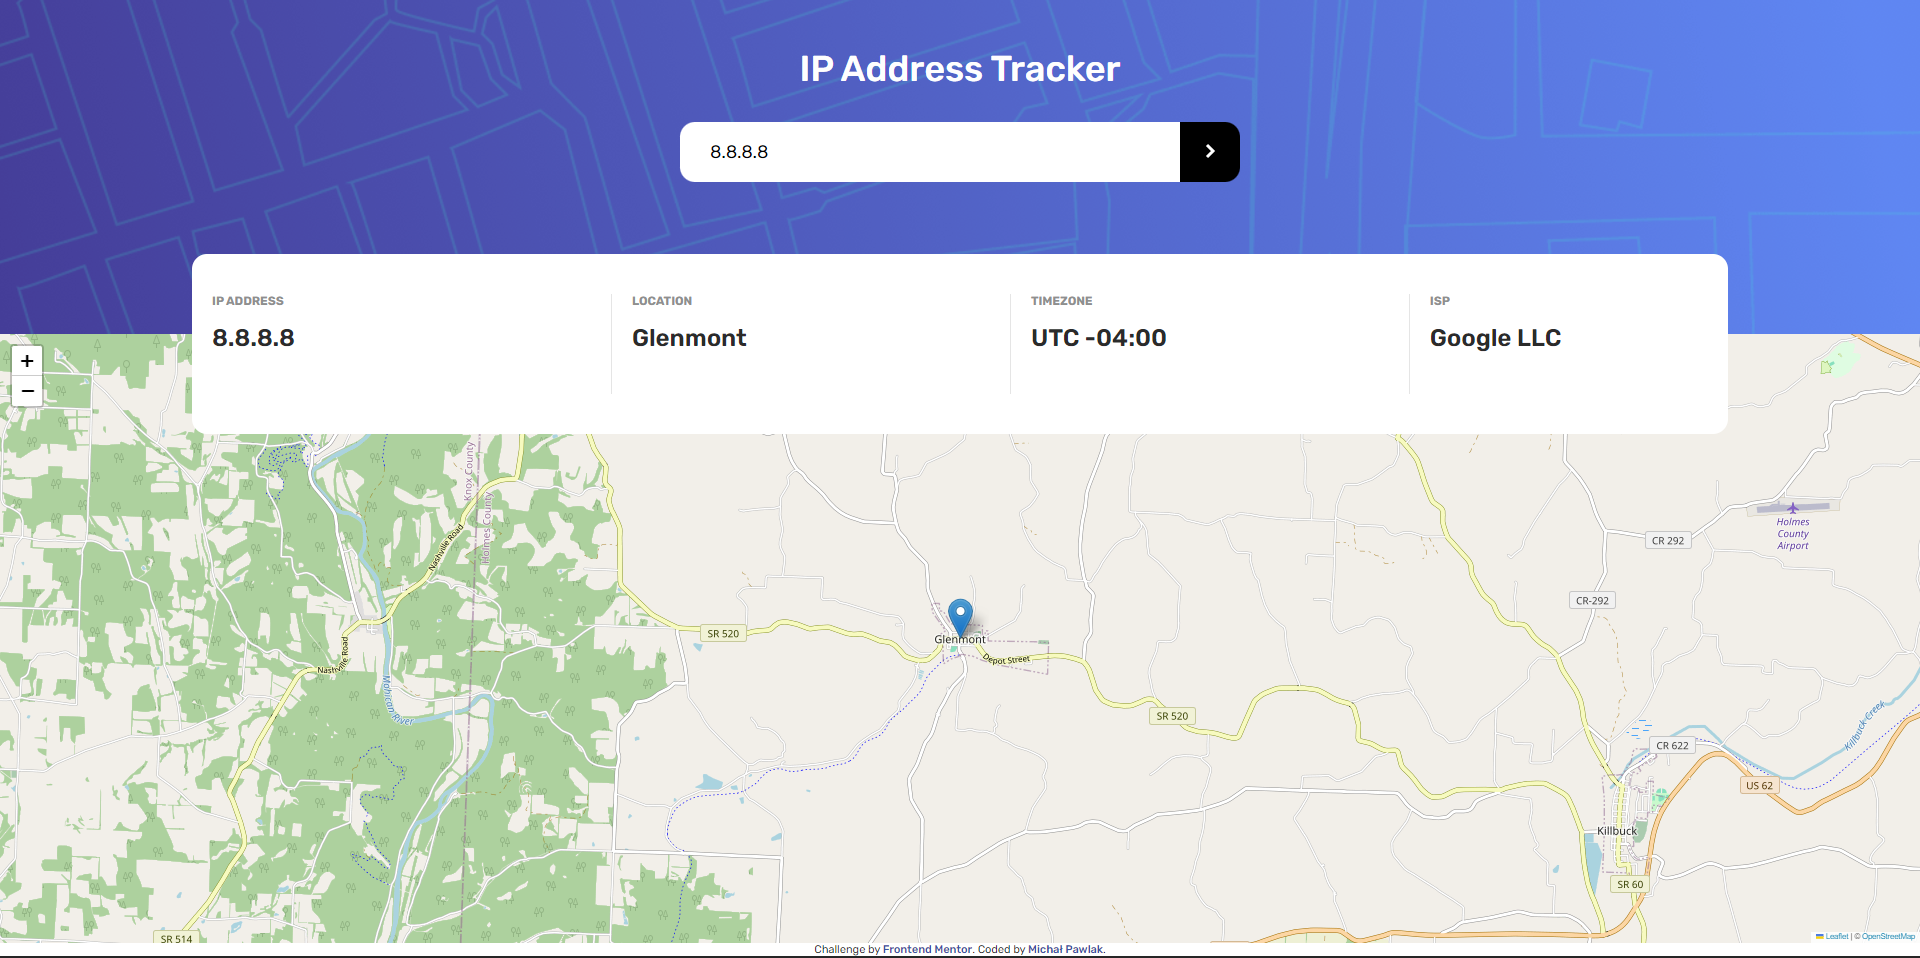 IP Address Tracker
8.8.8.8
IP ADDRESS
8.8.8.8
LOCATION
Glenmont
TIMEZONE
UTC -04:00
ISP
Google LLC
+
−
Knox County
Holmes County
Nashville Road
Holmes
County
Airport
CR 292
CR-292
SR 520
Glenmont
Depot Street
Nashville Road
Mohican River
SR 520
Killbuck Creek
CR 622
US 62
Killbuck
SR 60
SR 514
Leaflet | © OpenStreetMap
Challenge by Frontend Mentor. Coded by Michał Pawlak.